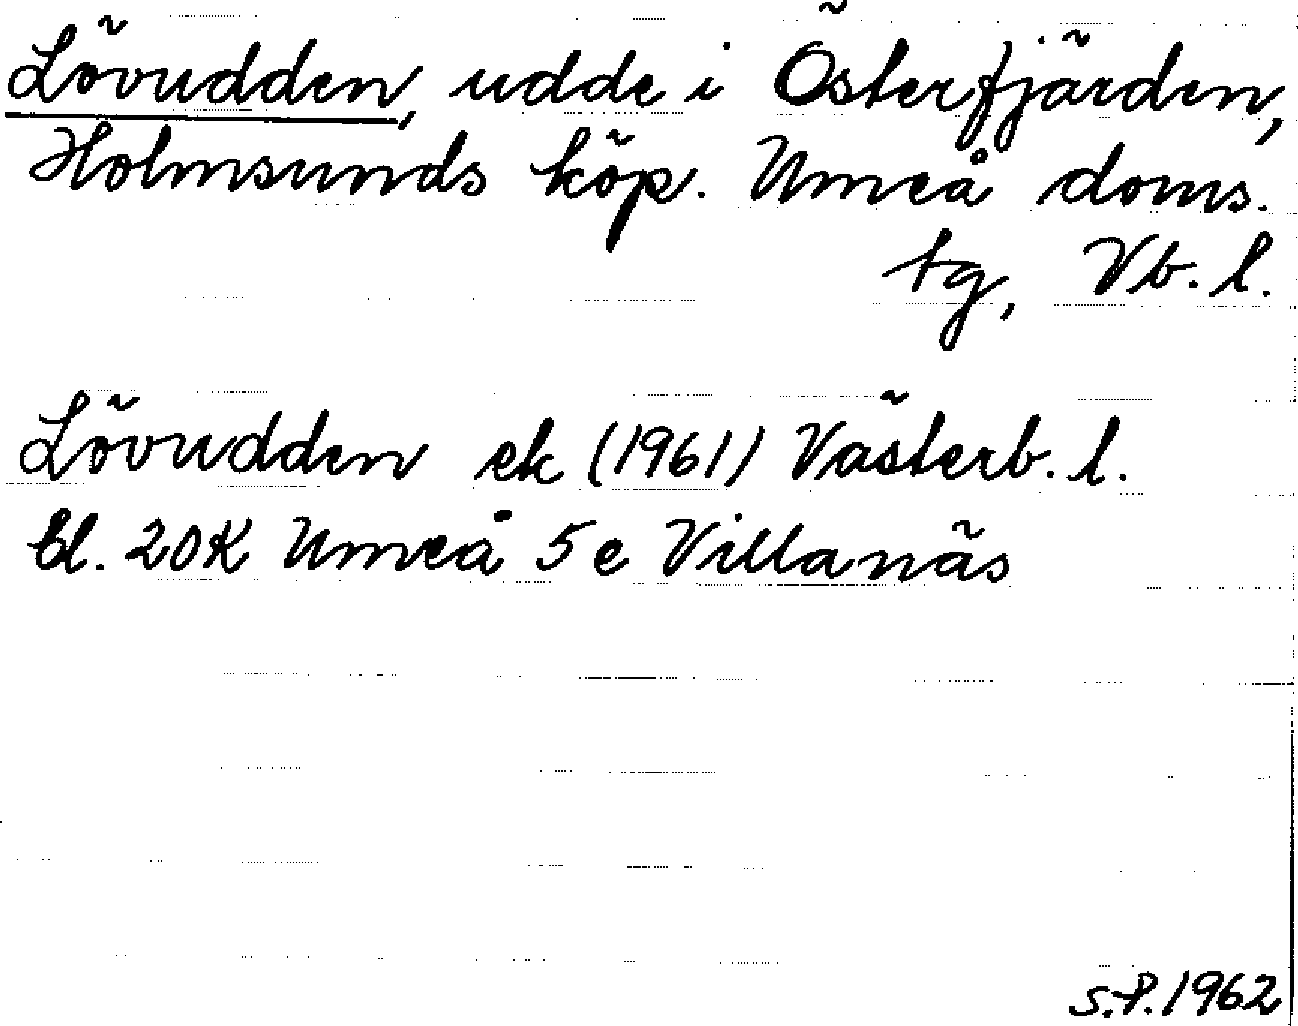 Lövudden, udde i Österfjärden,
Holmsunds köp. Umeå doms.
tg, Vb. l.
Lövudden ek (1961) Västerb. l.
bl. 20K Umeå 5e Villanäs
S.P. 1962